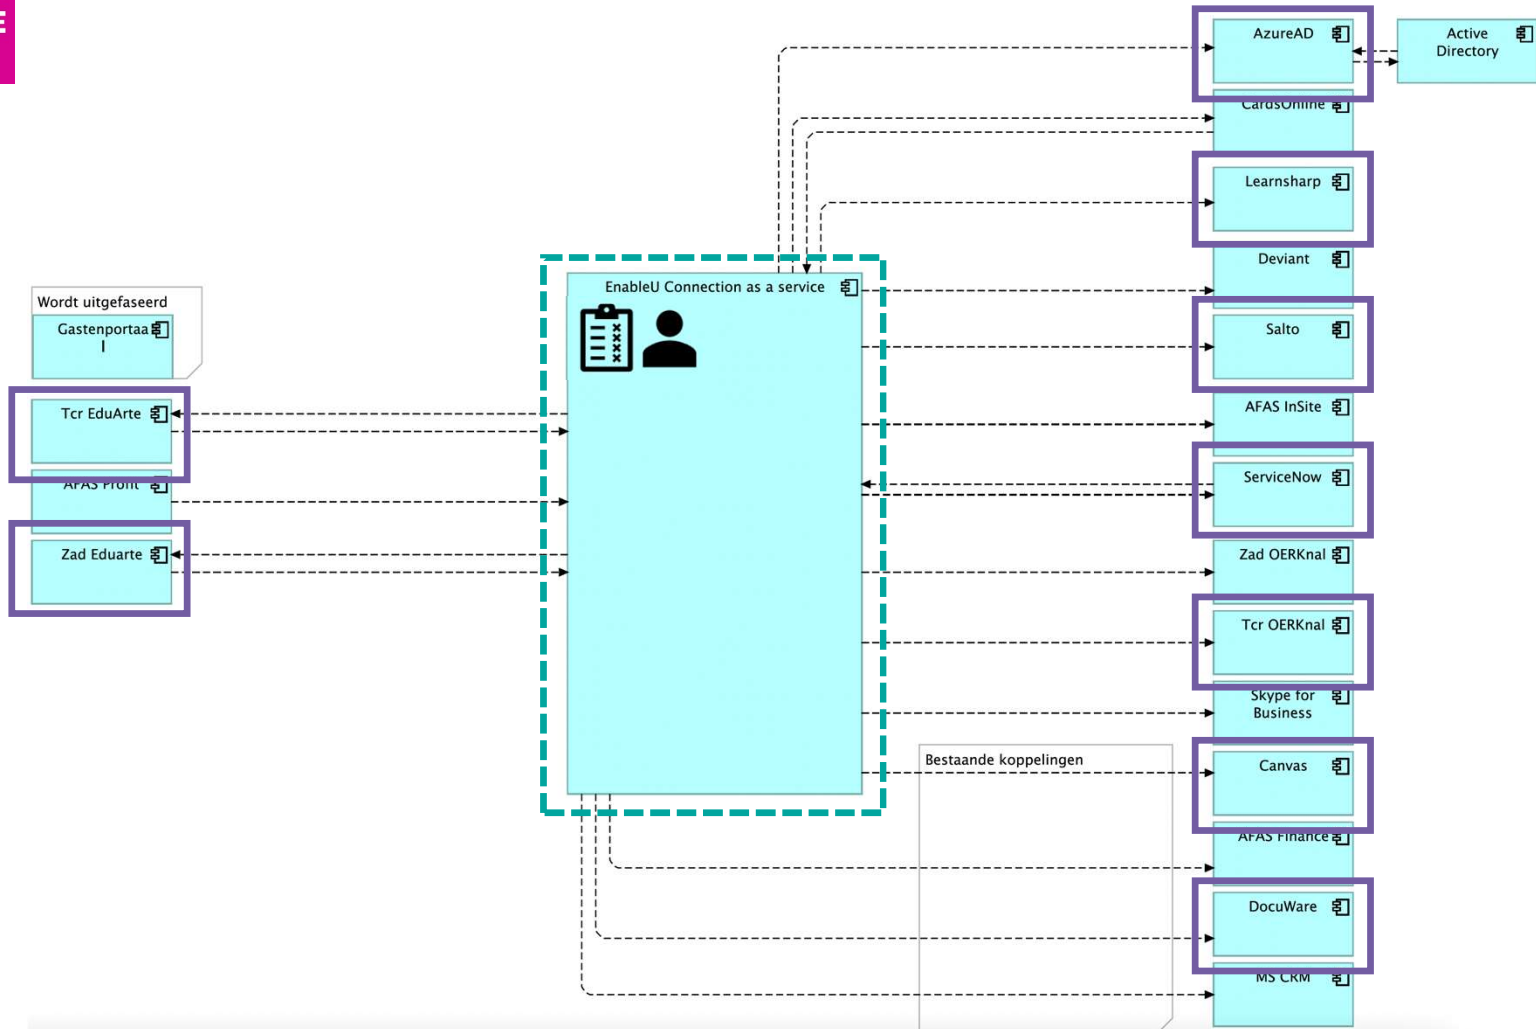 E
AzureAD
Active
Directory
CardsOnline
Learnsharp
Deviant
EnableU Connection as a service
Wordt uitgefaseerd
Gastenportaa
l
Salto
Tcr EduArte
AFAS InSite
AFAS Profit
ServiceNow
Zad Eduarte
Zad OERKnal
Tcr OERKnal
Skype for
Business
Bestaande koppelingen
Canvas
AFAS Finance
DocuWare
MS CRM